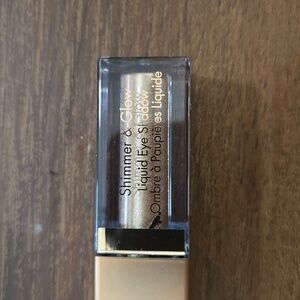 Shimmer & Glow
Liquid Eye Shadow
Ombre à Paupières Liquide